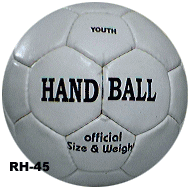 YOUTH
HAND BALL
official
Size & Weight
RH-45